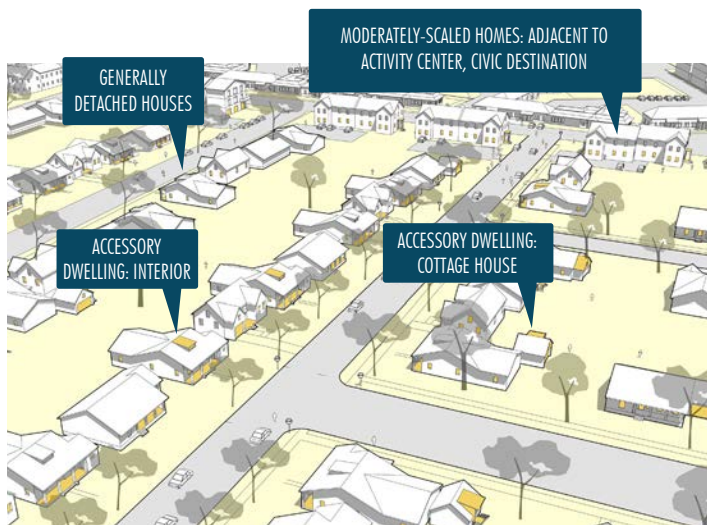 MODERATELY-SCALED HOMES: ADJACENT TO
ACTIVITY CENTER, CIVIC DESTINATION
GENERALLY
DETACHED HOUSES
ACCESSORY
DWELLING: INTERIOR
ACCESSORY DWELLING:
COTTAGE HOUSE